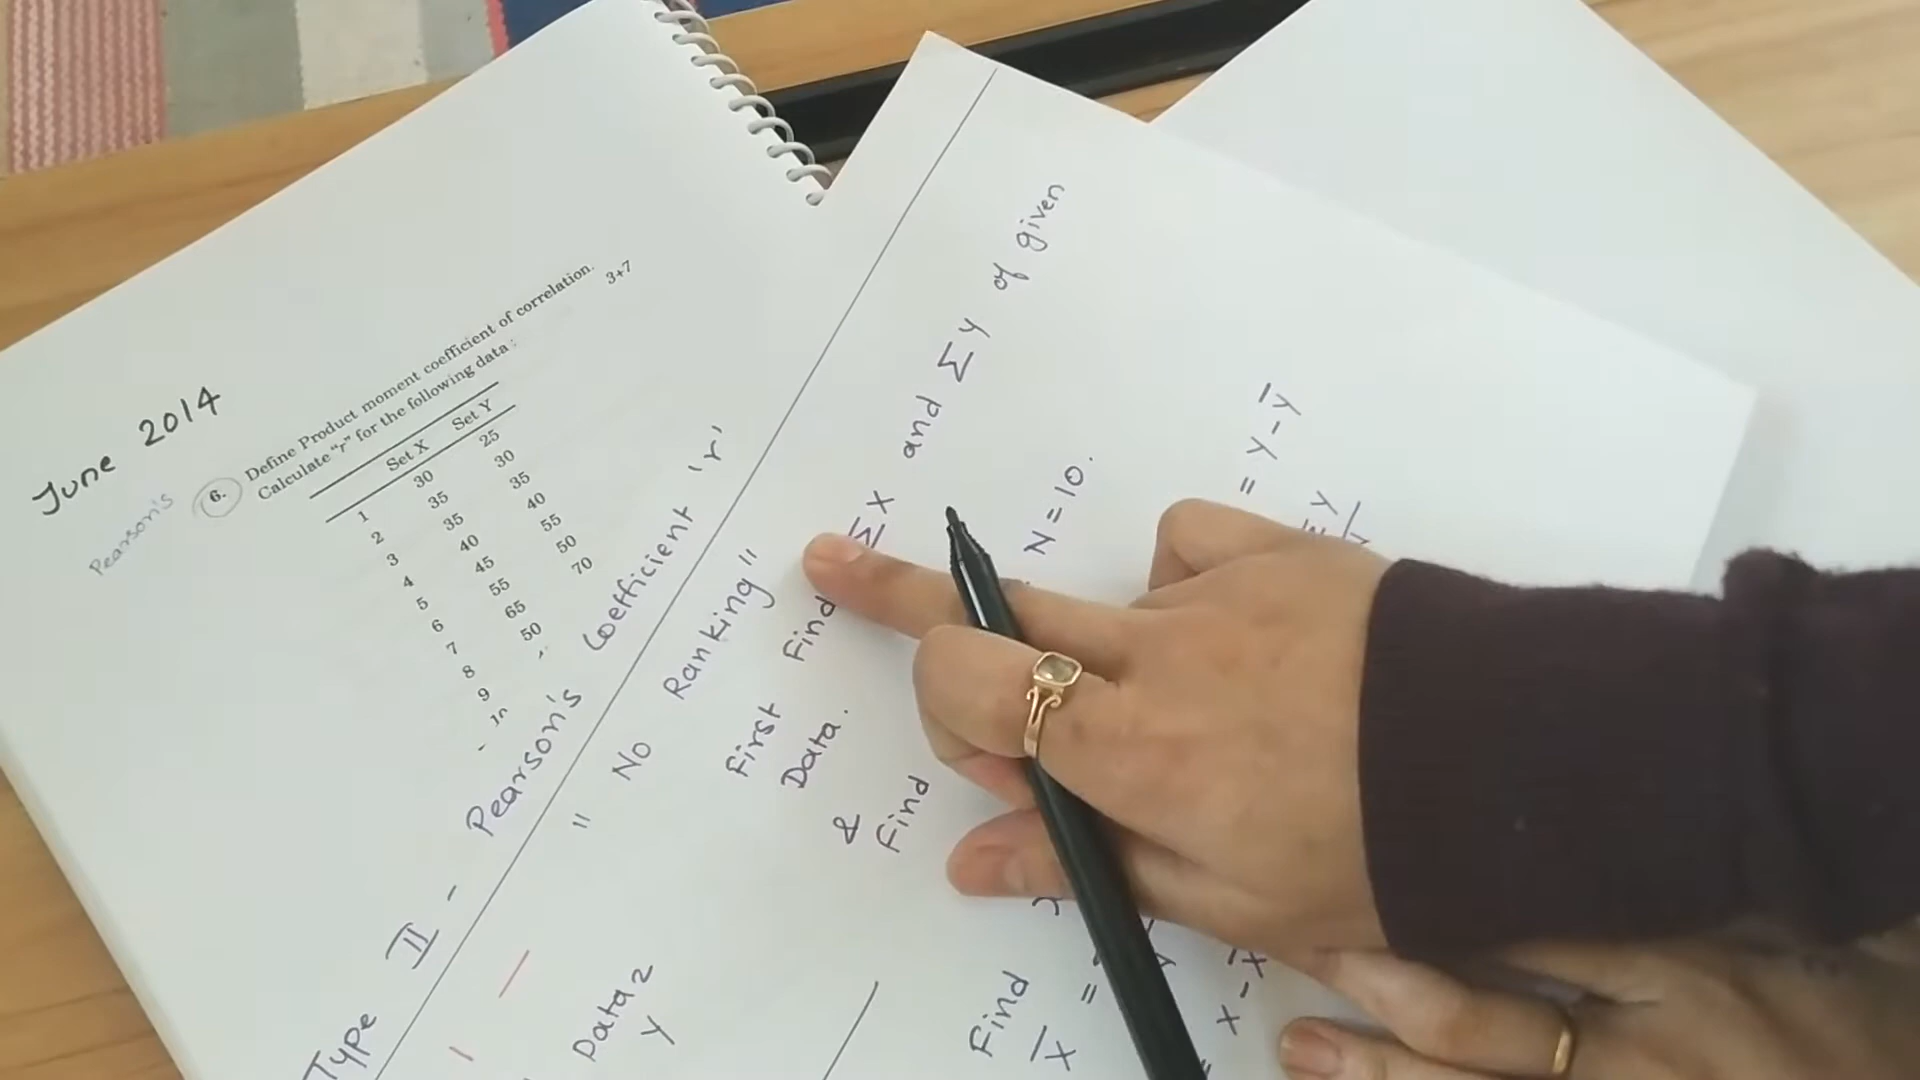 June 2014
Pearson's
6. Define Product moment coefficient of correlation.
Calculate "r" for the following data :
3+7
Set X Set Y
1 30 25
2 35 30
3 35 35
4 40 40
5 45 55
6 55 50
7 65 70
8 50
9
10
Type II - Pearson's Coefficient 'r'
" No Ranking "
First Find Σ X and Σ Y of given
Data.
& Find N = 10.
Find
= Y - Y̅
X̅ =
X - X̅
Data 2
Y